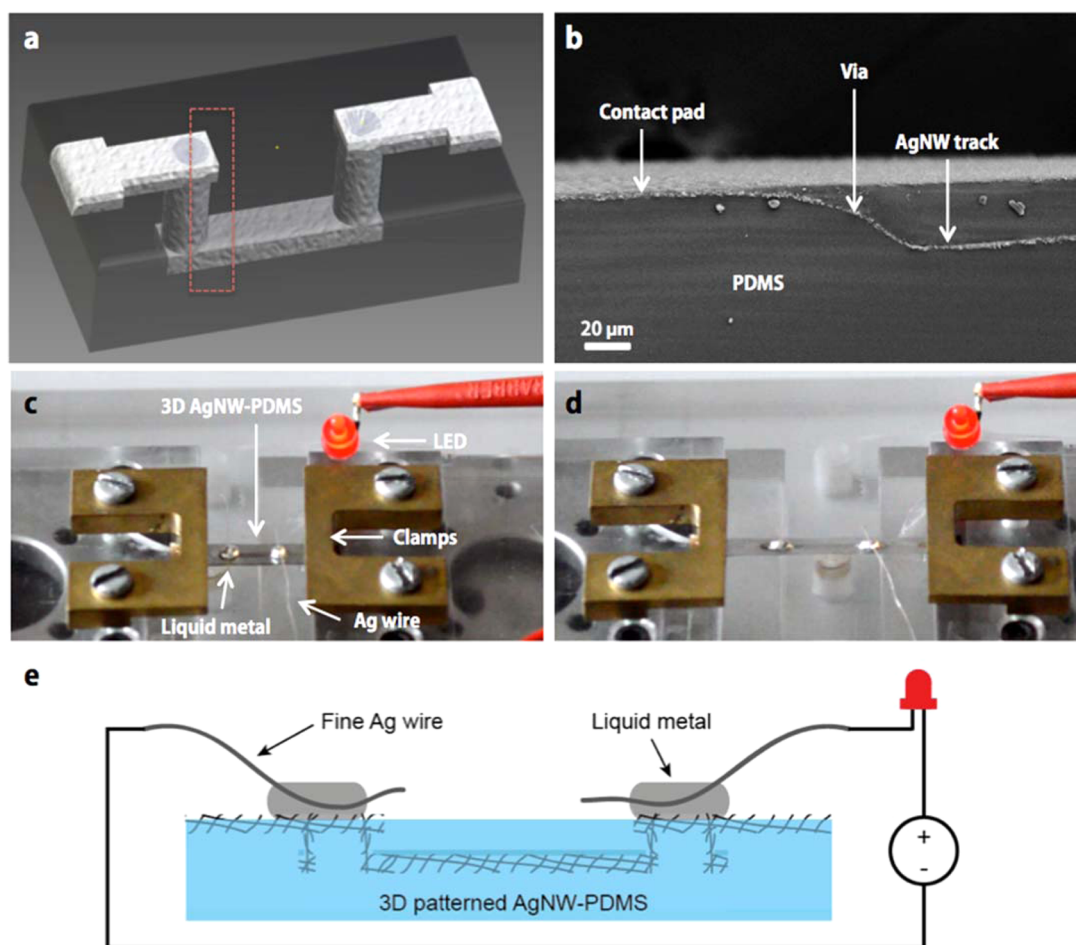 a
b
Via
Contact pad
AgNW track
PDMS
20 µm
c
3D AgNW-PDMS
LED
Clamps
Liquid metal
Ag wire
d
e
Fine Ag wire
Liquid metal
+
-
3D patterned AgNW-PDMS